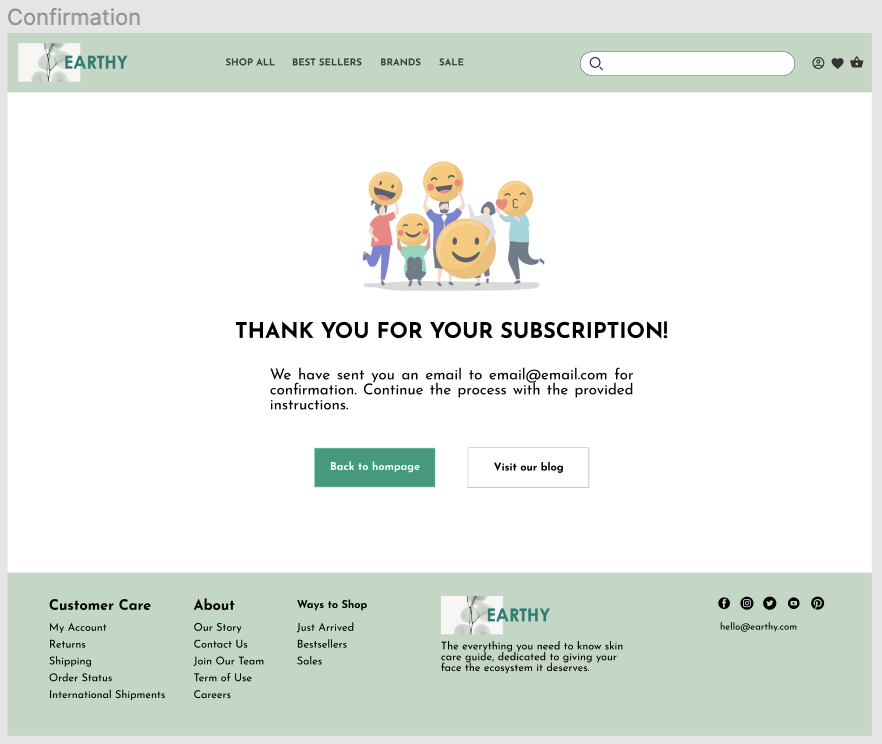 Confirmation
EARTHY
SHOP ALL
BEST SELLERS
BRANDS
SALE
THANK YOU FOR YOUR SUBSCRIPTION!
We have sent you an email to email@email.com for
confirmation. Continue the process with the provided
instructions.
Back to hompage
Visit our blog
Customer Care
My Account
Returns
Shipping
Order Status
International Shipments
About
Our Story
Contact Us
Join Our Team
Term of Use
Careers
Ways to Shop
Just Arrived
Bestsellers
Sales
EARTHY
The everything you need to know skin
care guide, dedicated to giving your
face the ecosystem it deserves.
hello@earthy.com